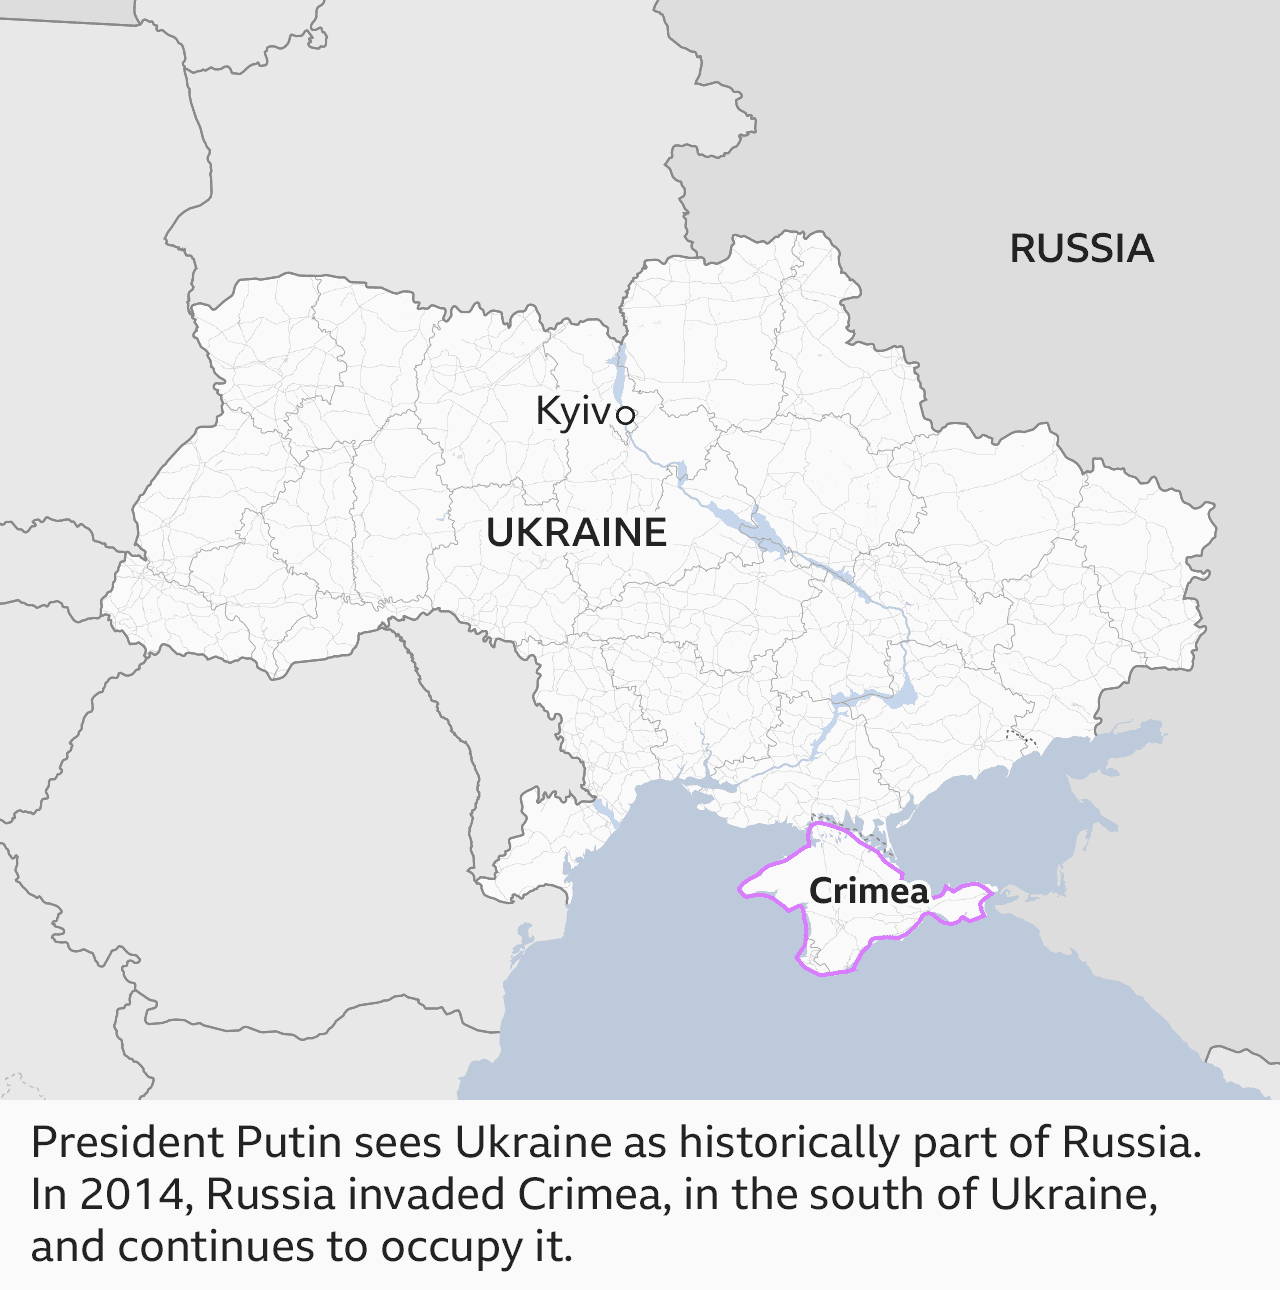 RUSSIA
Kyiv
UKRAINE
Crimea
President Putin sees Ukraine as historically part of Russia.
In 2014, Russia invaded Crimea, in the south of Ukraine,
and continues to occupy it.